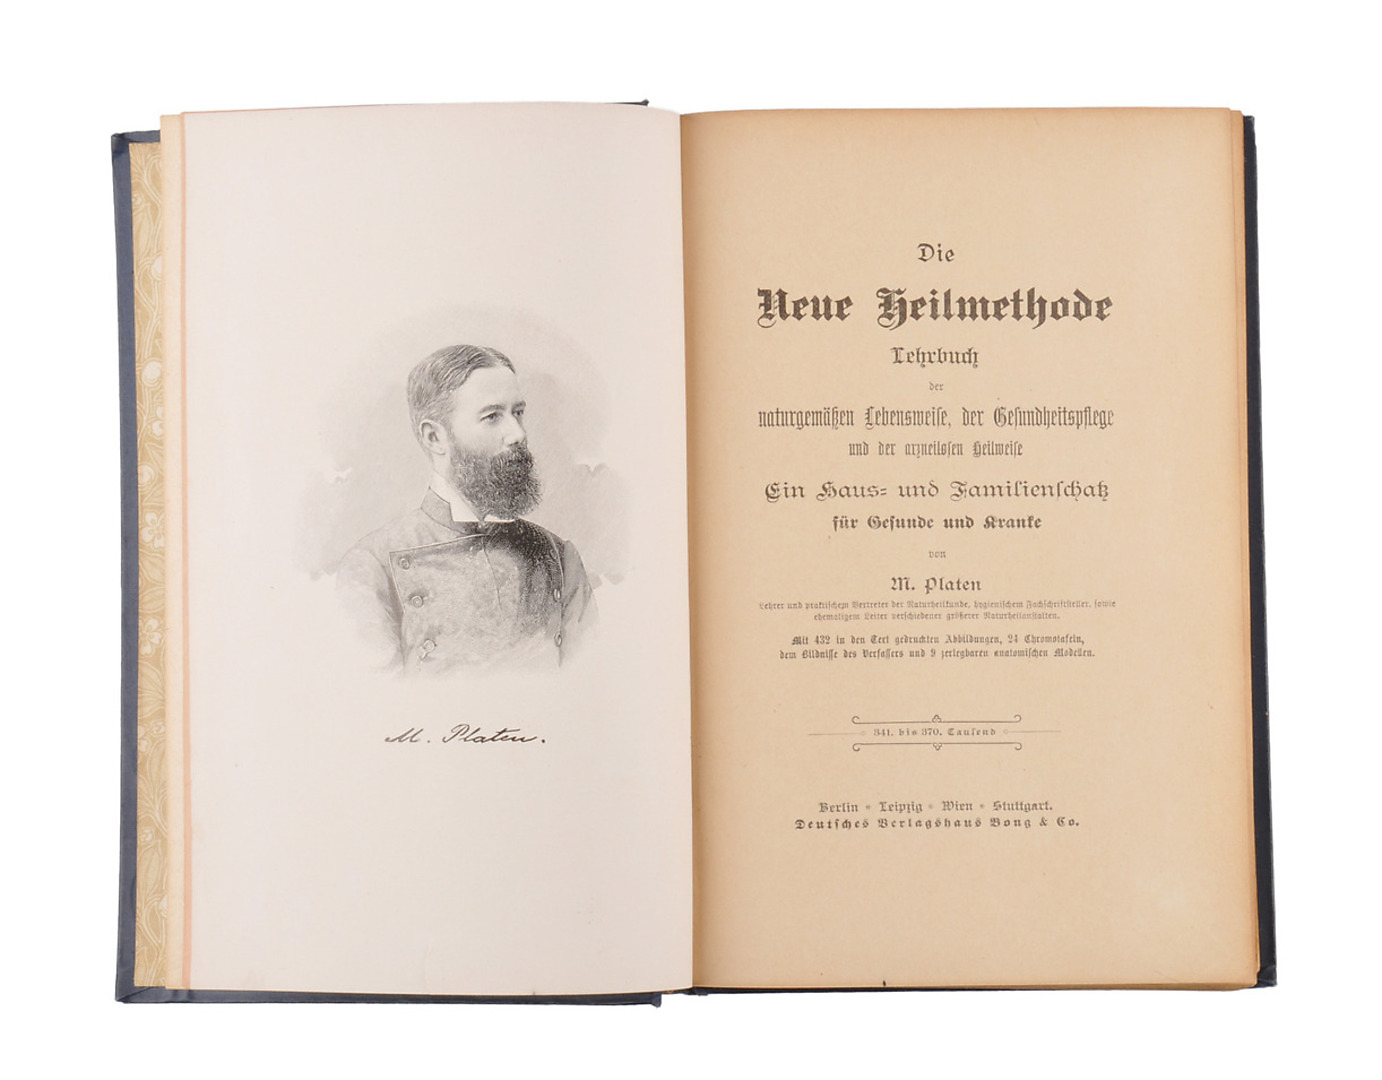 M. Platen.
Die
Neue Heilmethode
Lehrbuch
der
naturgemäßen Lebensweise, der Gesundheitspflege
und der arzneilosen Heilweise
Ein Haus- und Familienschatz
für Gesunde und Kranke
von
M. Platen
Lehrer und praktischem Vertreter der Naturheilkunde, hygienischem Fachschriftsteller, sowie
ehemaligem Leiter verschiedener größerer Naturheilanstalten.
Mit 432 in den Text gedruckten Abbildungen, 24 Chromotafeln,
dem Bildnisse des Verfassers und 9 zerlegbaren anatomischen Modellen.
341. bis 370. Tausend
Berlin * Leipzig * Wien * Stuttgart.
Deutsches Verlagshaus Bong & Co.